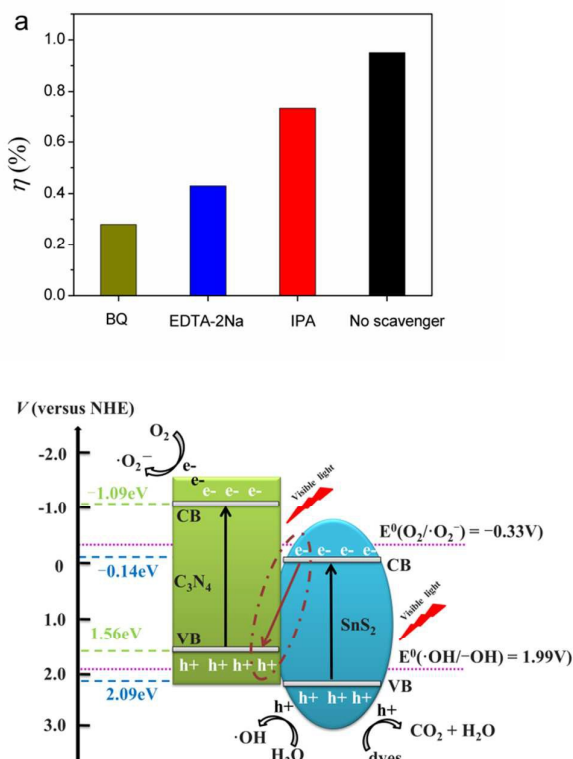 a
1.0
0.8
0.6
0.4
0.2
0.0
η (%)
BQ EDTA-2Na IPA No scavenger
V (versus NHE)
O₂
·O₂⁻
-2.0
e-
e-
e- e- e-
−1.09eV
-1.0
CB
Visible light
E⁰(O₂/·O₂⁻) = −0.33V)
e- e- e- e-
0
−0.14eV
CB
C₃N₄
SnS₂
Visible light
1.0
1.56eV
VB
E⁰(·OH/−OH) = 1.99V)
h+ h+ h+ h+
2.0
2.09eV
VB
h+ h+ h+
h+
h+
3.0
·OH
CO₂ + H₂O
H₂O
dyes